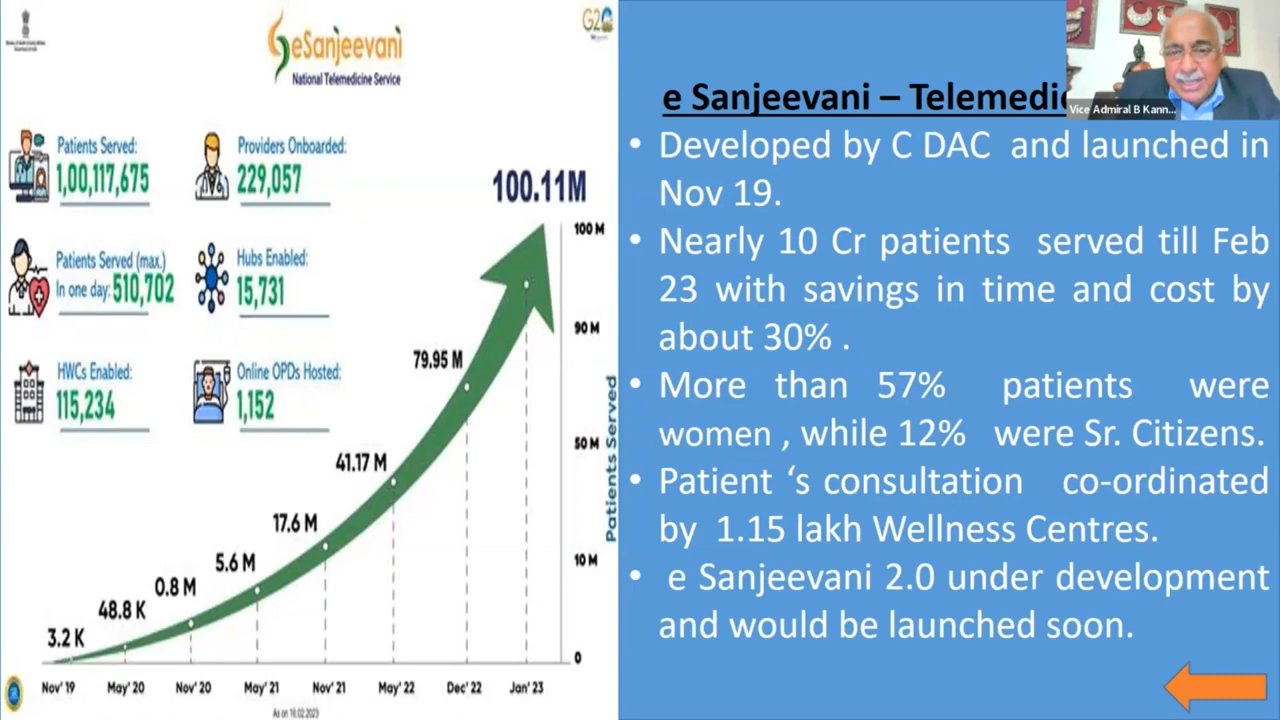 eSanjeevani
National Telemedicine Service
G20
Patients Served:
1,00,117,675
Providers Onboarded:
229,057
Patients Served (max.)
In one day: 510,702
Hubs Enabled:
15,731
HWCs Enabled:
115,234
Online OPDs Hosted:
1,152
100.11M
79.95 M
41.17 M
17.6 M
5.6 M
0.8 M
48.8 K
3.2 K
100 M
90 M
50 M
10 M
0
Patients Served
Nov' 19 May' 20 Nov' 20 May' 21 Nov' 21 May' 22 Dec' 22 Jan' 23
As on 16.02.2023
e Sanjeevani – Telemedic
Vice Admiral B Kann...
• Developed by C DAC and launched in
Nov 19.
• Nearly 10 Cr patients served till Feb
23 with savings in time and cost by
about 30% .
• More than 57% patients were
women , while 12% were Sr. Citizens.
• Patient ‘s consultation co-ordinated
by 1.15 lakh Wellness Centres.
• e Sanjeevani 2.0 under development
and would be launched soon.